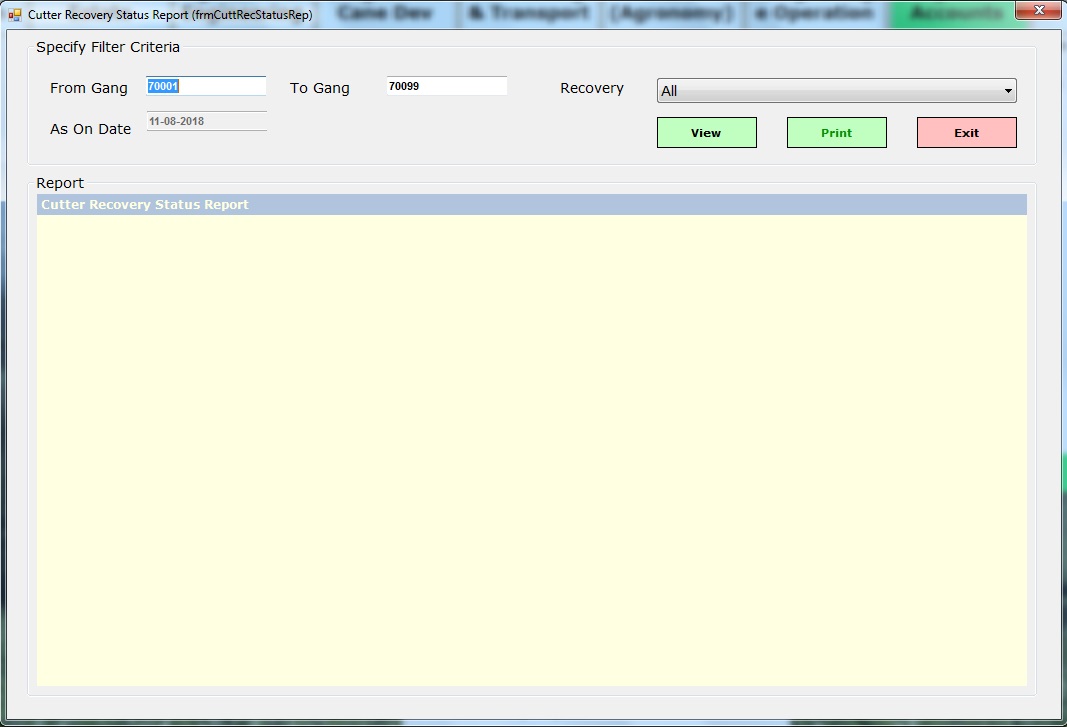 Cutter Recovery Status Report (frmCuttRecStatusRep)
Cane Dev & Transport (Agronomy) e Operation Accounts
Specify Filter Criteria
From Gang 70001 To Gang 70099 Recovery All
As On Date 11-08-2018 View Print Exit
Report
Cutter Recovery Status Report